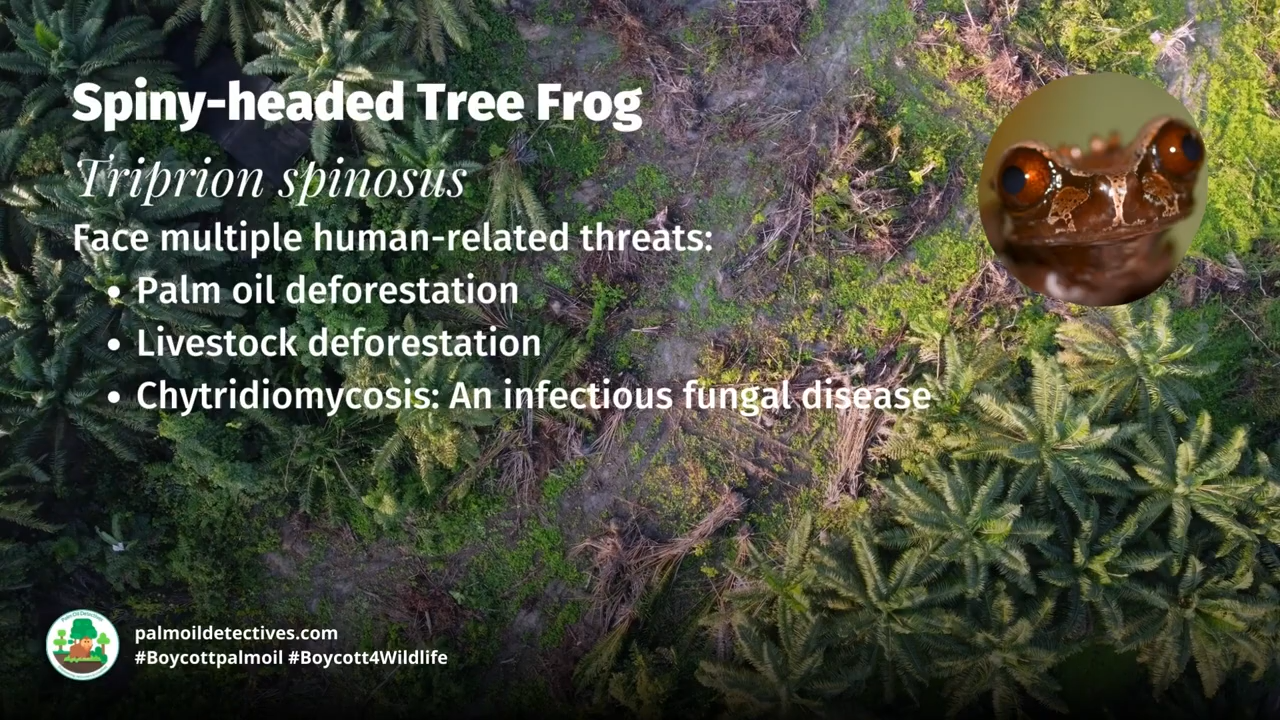 Spiny-headed Tree Frog
Triprion spinosus
Face multiple human-related threats:
• Palm oil deforestation
• Livestock deforestation
• Chytridiomycosis: An infectious fungal disease
palmoildetectives.com
#Boycottpalmoil #Boycott4Wildlife